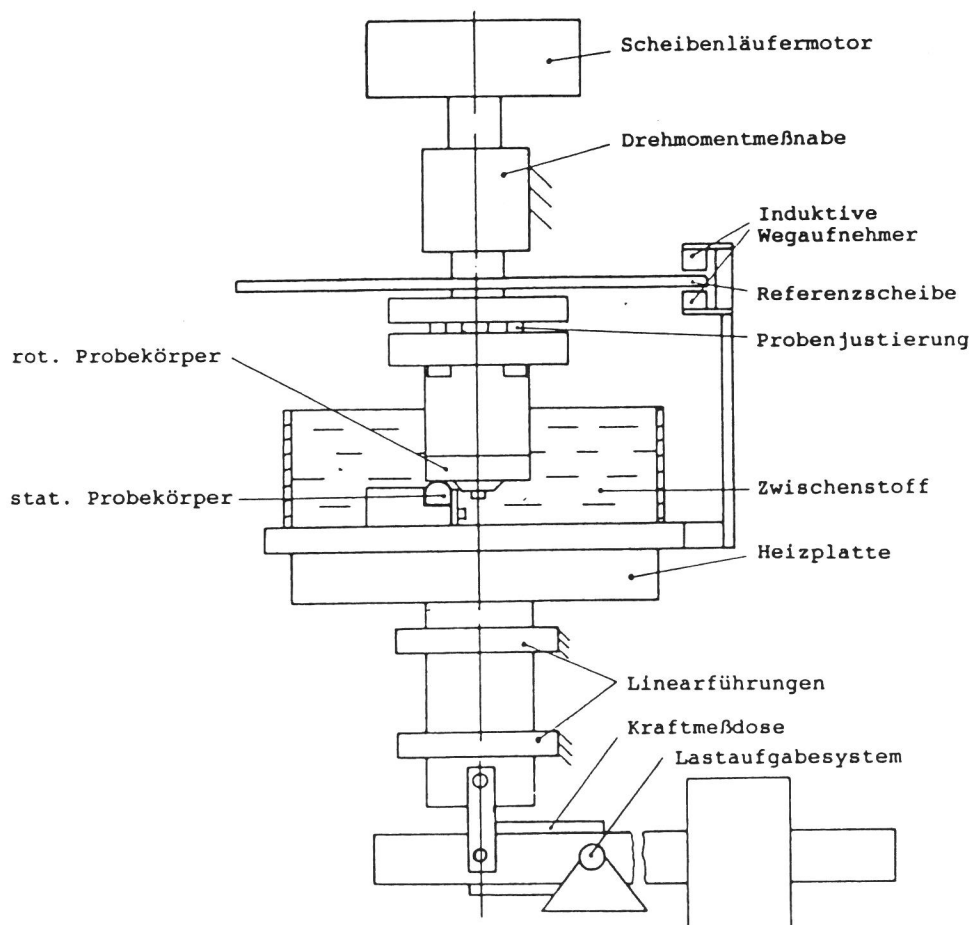 Scheibenläufermotor
Drehmomentmeßnabe
Induktive
Wegaufnehmer
Referenzscheibe
Probenjustierung
rot. Probekörper
stat. Probekörper
Zwischenstoff
Heizplatte
Linearführungen
Kraftmeßdose
Lastaufgabesystem